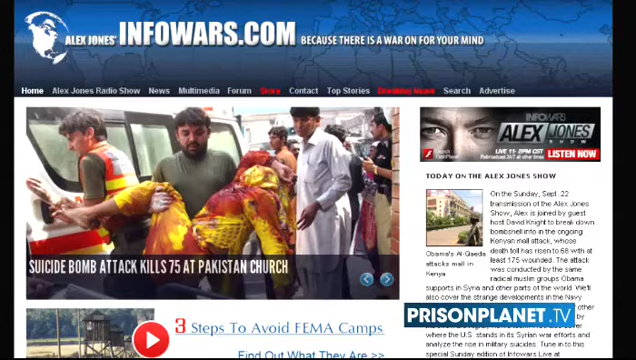 ALEX JONES' INFOWARS.COM BECAUSE THERE IS A WAR ON FOR YOUR MIND
Home Alex Jones Radio Show News Multimedia Forum Store Contact Top Stories Breaking News Search Advertise
SUICIDE BOMB ATTACK KILLS 75 AT PAKISTAN CHURCH
3 Steps To Avoid FEMA Camps
Find Out What They Are >>
INFOWARS
ALEX JONES
SHOW
LIVE 11-2PM CST
LISTEN NOW
TODAY ON THE ALEX JONES SHOW
Obama's Al-Qaeda
attacks mall in
Kenya
On the Sunday, Sept. 22
transmission of the Alex
Jones Show, Alex is joined by guest
host David Knight to break down
bombshell info in the ongoing
Kenyan mall attack, whose
death toll has risen to 68 with at
least 175 wounded. The attack
was conducted by the same
radical muslim groups Obama
supports in Syria and other parts of the world. We'll
also cover the strange developments in the Navy
other
PRISONPLANET.TV
where the U.S. stands in its Syrian war efforts and
analyze the rise in military suicides. Tune in to this
special Sunday edition of Infowars Live at